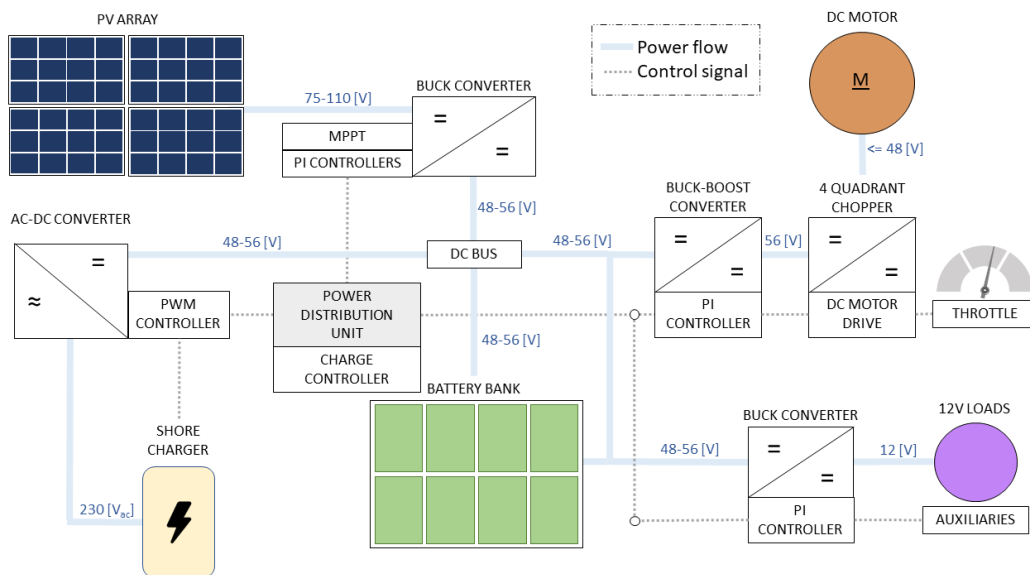 PV ARRAY
DC MOTOR
Power flow
Control signal
M
75-110 [V]
BUCK CONVERTER
=
=
MPPT
PI CONTROLLERS
<= 48 [V]
BUCK-BOOST
CONVERTER
4 QUADRANT
CHOPPER
48-56 [V]
AC-DC CONVERTER
48-56 [V]
DC BUS
48-56 [V]
=
=
56 [V]
=
=
=
≈
PWM
CONTROLLER
POWER
DISTRIBUTION
UNIT
CHARGE
CONTROLLER
PI
CONTROLLER
DC MOTOR
DRIVE
THROTTLE
48-56 [V]
BATTERY BANK
BUCK CONVERTER
12V LOADS
SHORE
CHARGER
48-56 [V]
=
=
12 [V]
230 [Vac]
PI
CONTROLLER
AUXILIARIES